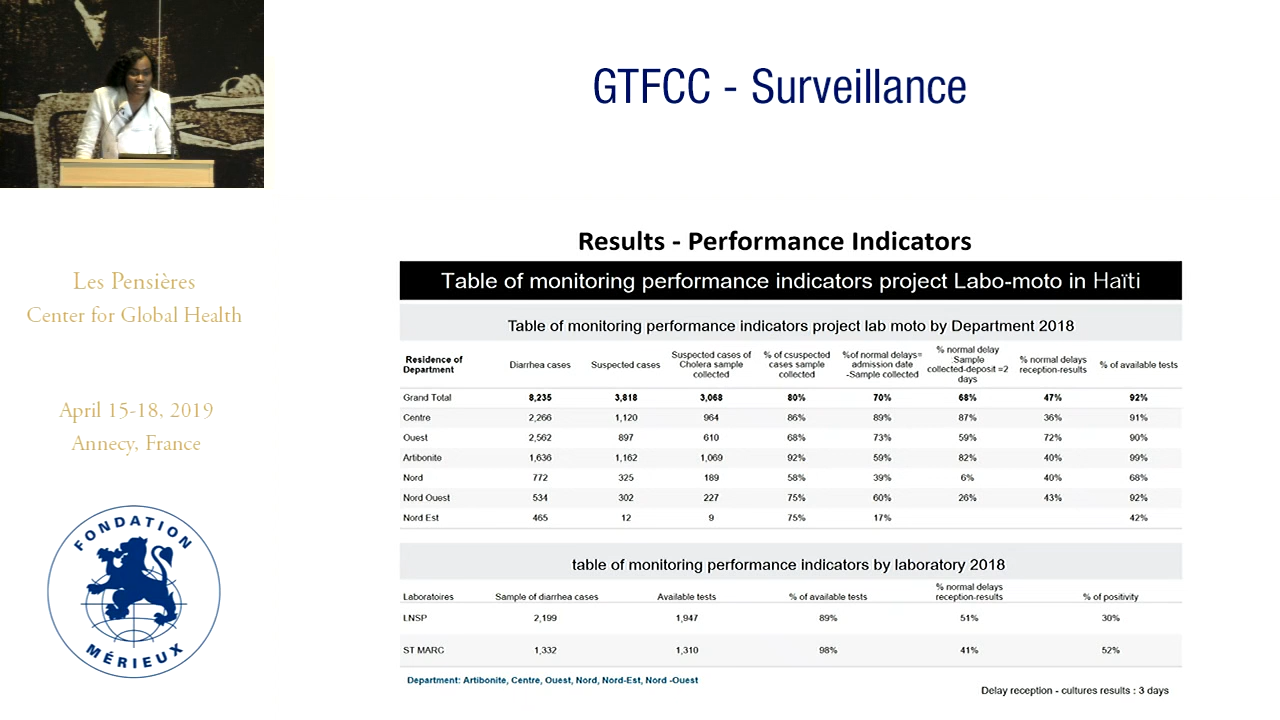 GTFCC - Surveillance
Les Pensières
Center for Global Health
April 15-18, 2019
Annecy, France
FONDATION
MÉRIEUX
Results - Performance Indicators
Table of monitoring performance indicators project Labo-moto in Haïti
Table of monitoring performance indicators project lab moto by Department 2018
Residence of Department Diarrhea cases Suspected cases Suspected cases of Cholera sample collected % of csuspected cases sample collected %of normal delays= admission date -Sample collected % normal delay .Sample collected-deposit =2 days % normal delays reception-results % of available tests
Grand Total 8,235 3,818 3,068 80% 70% 68% 47% 92%
Centre 2,266 1,120 964 86% 89% 87% 36% 91%
Ouest 2,562 897 610 68% 73% 59% 72% 90%
Artibonite 1,636 1,162 1,069 92% 59% 82% 40% 99%
Nord 772 325 189 58% 39% 6% 40% 68%
Nord Ouest 534 302 227 75% 60% 26% 43% 92%
Nord Est 465 12 9 75% 17% 42%
table of monitoring performance indicators by laboratory 2018
Laboratoires Sample of diarrhea cases Available tests % of available tests % normal delays reception-results % of positivity
LNSP 2,199 1,947 89% 51% 30%
ST MARC 1,332 1,310 98% 41% 52%
Department: Artibonite, Centre, Ouest, Nord, Nord-Est, Nord -Ouest
Delay reception - cultures results : 3 days